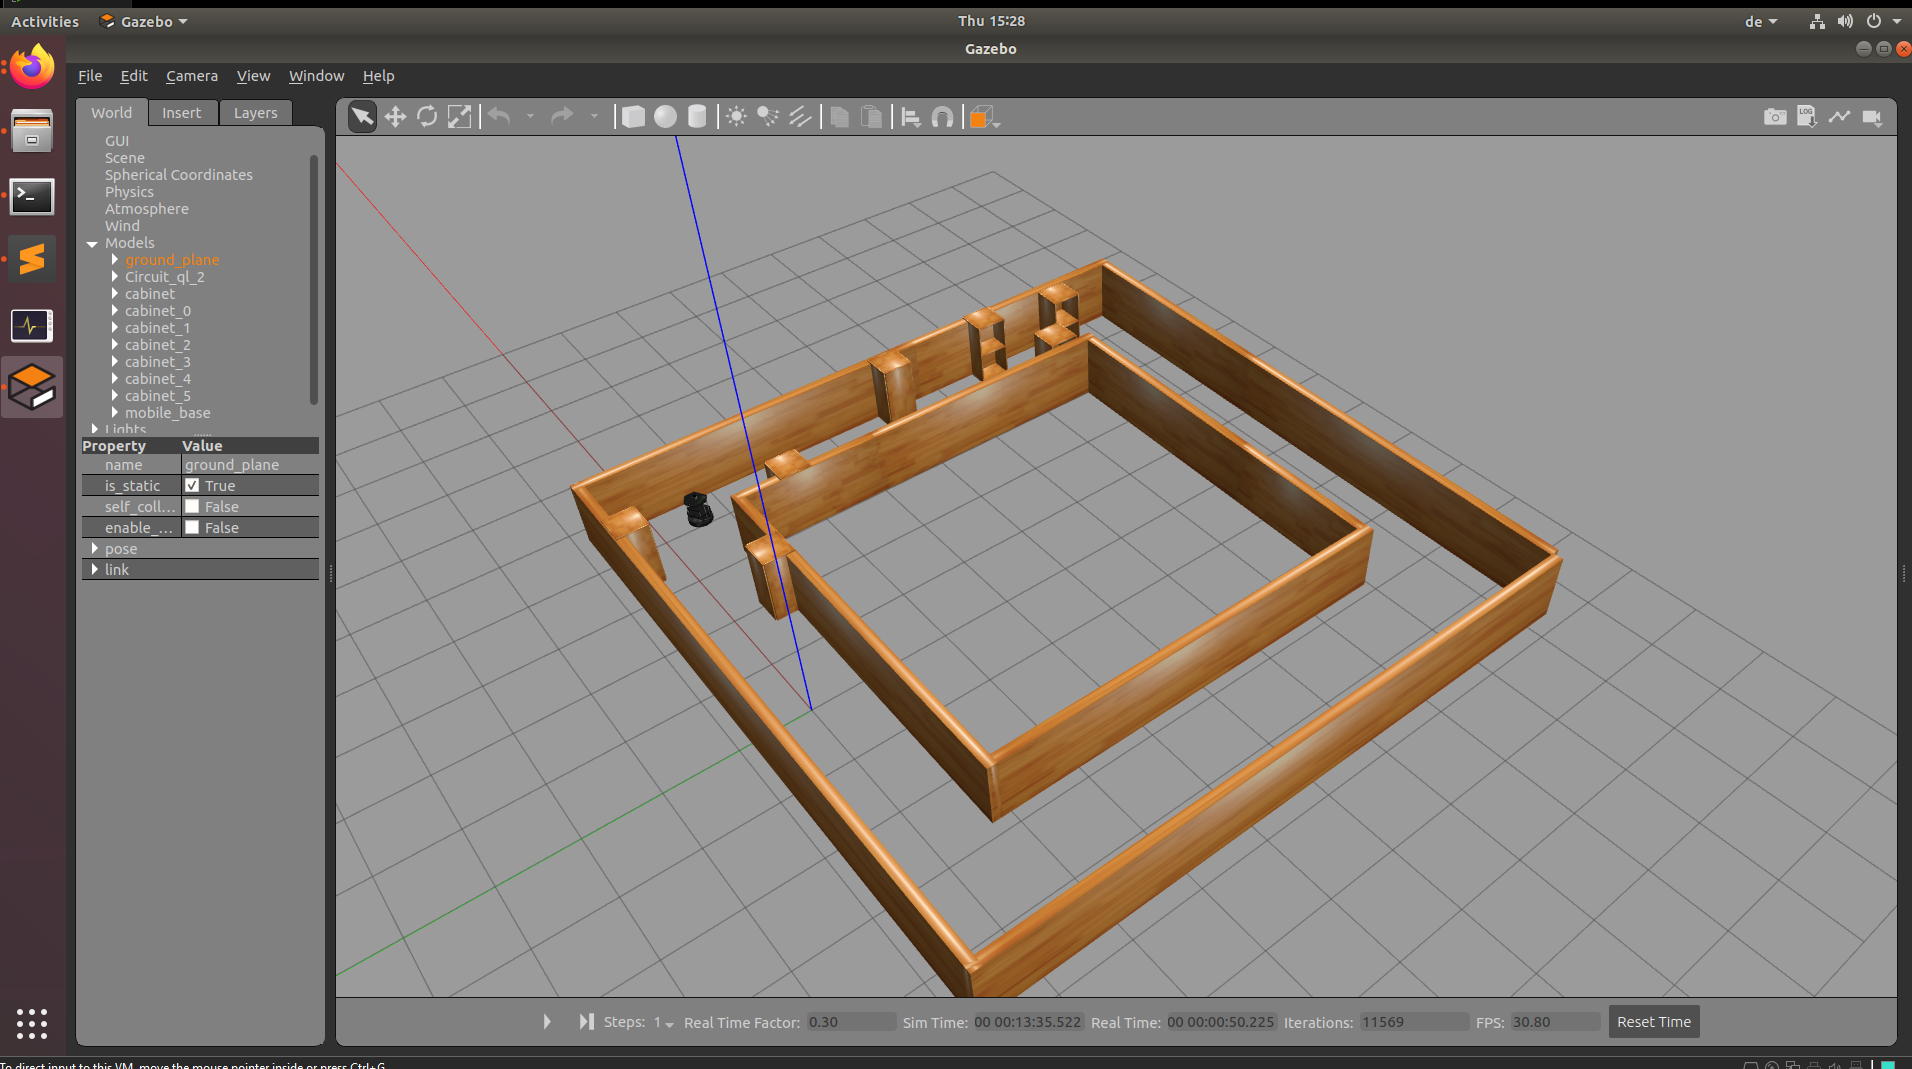 Activities Gazebo Thu 15:28 de
Gazebo
File Edit Camera View Window Help
World Insert Layers
GUI
Scene
Spherical Coordinates
Physics
Atmosphere
Wind
Models
ground_plane
Circuit_ql_2
cabinet
cabinet_0
cabinet_1
cabinet_2
cabinet_3
cabinet_4
cabinet_5
mobile_base
Lights
Property Value
name ground_plane
is_static True
self_coll... False
enable_... False
pose
link
LOG
Steps: 1 Real Time Factor: 0.30 Sim Time: 00 00:13:35.522 Real Time: 00 00:00:50.225 Iterations: 11569 FPS: 30.80 Reset Time
To direct input to this VM, move the mouse pointer inside or press Ctrl+G.